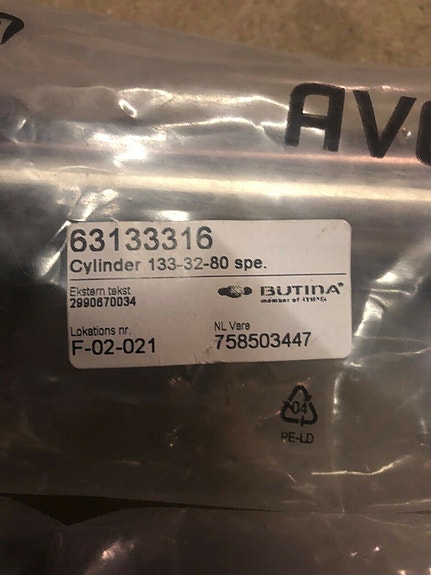 AV
63133316
Cylinder 133-32-80 spe.
Ekstern tekst
2990670034
BUTINA
member of MPS
Lokations nr.
F-02-021
NL Vare
758503447
04
PE-LD